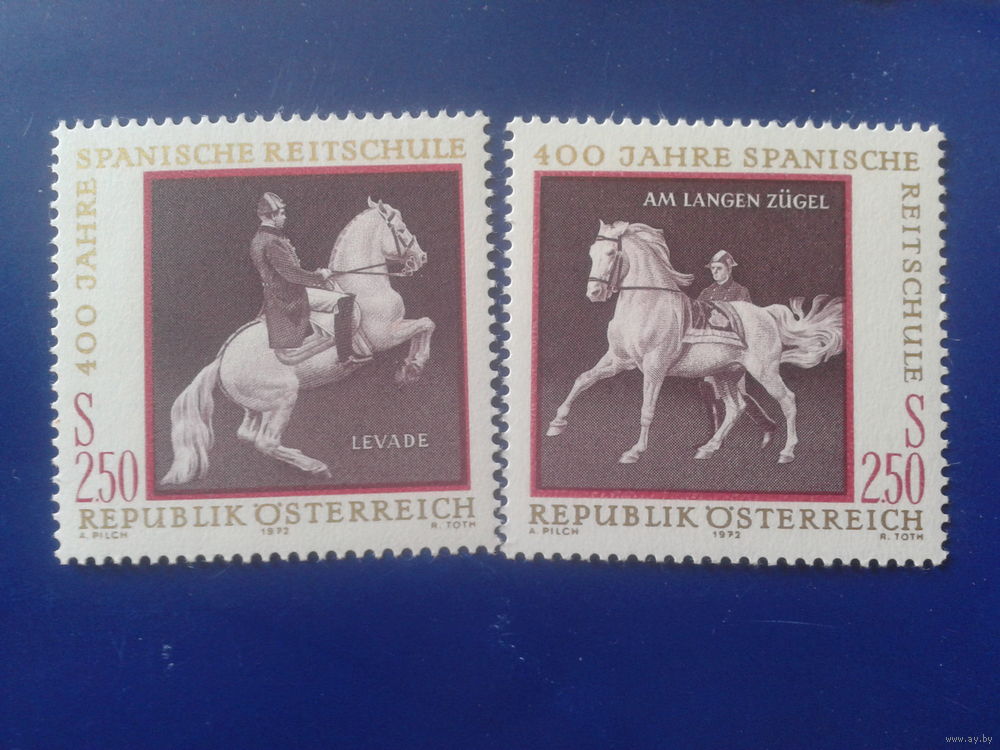 400 JAHRE SPANISCHE REITSCHULE
LEVADE
S
2.50
REPUBLIK ÖSTERREICH
A. PILCH 1972 R. TOTH
400 JAHRE SPANISCHE REITSCHULE
AM LANGEN ZÜGEL
S
2.50
REPUBLIK ÖSTERREICH
A. PILCH 1972 R. TOTH
www.ay.by